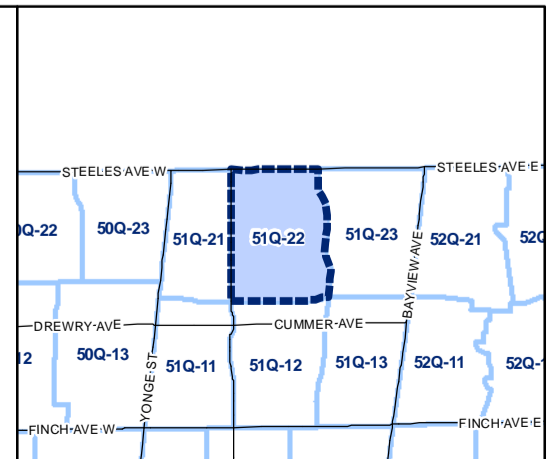 STEELES AVE W
STEELES AVE E
0Q-22
50Q-23
51Q-21
51Q-22
51Q-23
BAYVIEW AVE
52Q-21
52Q
DREWRY AVE
CUMMER AVE
12
50Q-13
YONGE ST
51Q-11
51Q-12
51Q-13
52Q-11
52Q-1
FINCH AVE W
FINCH AVE E